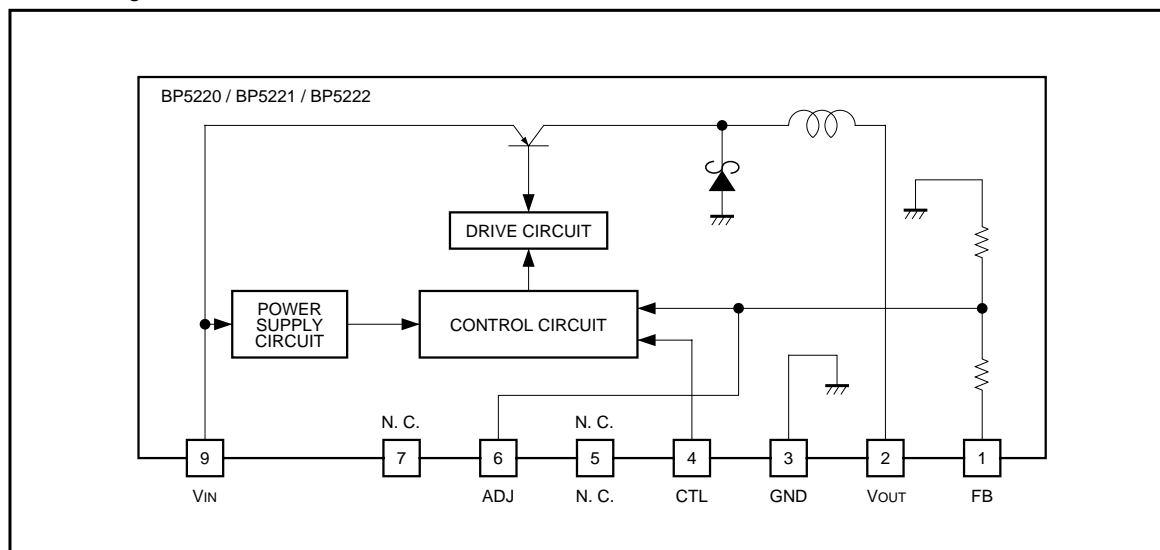 BP5220 / BP5221 / BP5222
DRIVE CIRCUIT
POWER
SUPPLY
CIRCUIT
CONTROL CIRCUIT
N. C.
N. C.
9
7
6
5
4
3
2
1
VIN
ADJ
N. C.
CTL
GND
VOUT
FB